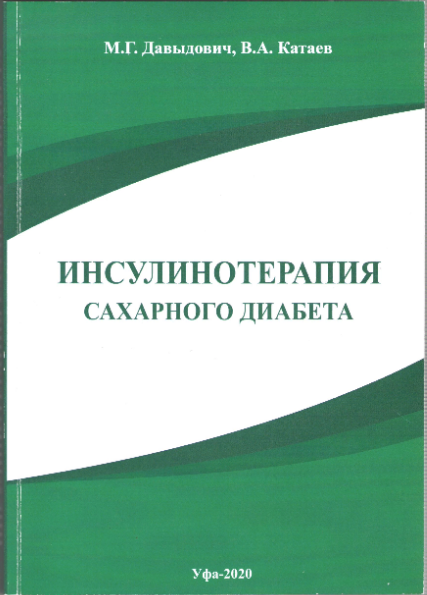 М.Г. Давыдович, В.А. Катаев
ИНСУЛИНОТЕРАПИЯ
САХАРНОГО ДИАБЕТА
Уфа-2020